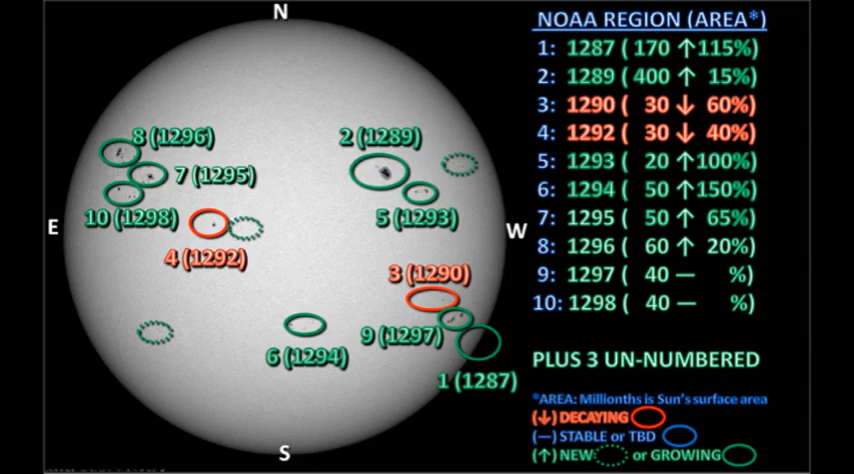 N
NOAA REGION (AREA*)
1: 1287 ( 170 ↑ 115%)
2: 1289 ( 400 ↑ 15%)
3: 1290 ( 30 ↓ 60%)
4: 1292 ( 30 ↓ 40%)
5: 1293 ( 20 ↑ 100%)
6: 1294 ( 50 ↑ 150%)
7: 1295 ( 50 ↑ 65%)
8: 1296 ( 60 ↑ 20%)
9: 1297 ( 40 — %)
10: 1298 ( 40 — %)
PLUS 3 UN-NUMBERED
*AREA: Millionths is Sun's surface area
(↓) DECAYING
(—) STABLE or TBD
(↑) NEW or GROWING
8 (1296)
2 (1289)
7 (1295)
10 (1298)
5 (1293)
E
W
4 (1292)
3 (1290)
9 (1297)
6 (1294)
1 (1287)
S